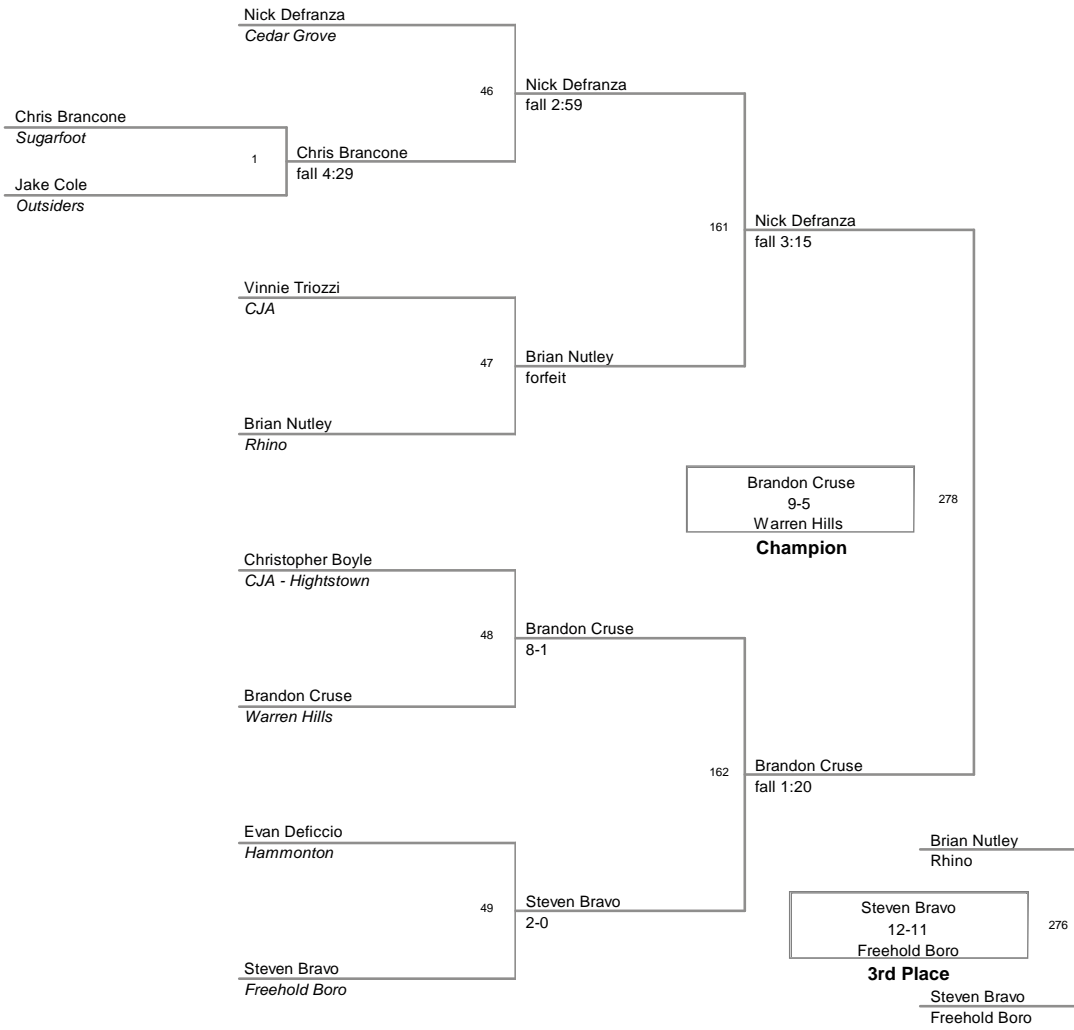 Nick Defranza
Cedar Grove
46
Nick Defranza
fall 2:59
Chris Brancone
Sugarfoot
1
Chris Brancone
fall 4:29
Jake Cole
Outsiders
161
Nick Defranza
fall 3:15
Vinnie Triozzi
CJA
47
Brian Nutley
forfeit
Brian Nutley
Rhino
Brandon Cruse
9-5
Warren Hills
278
Champion
Christopher Boyle
CJA - Hightstown
48
Brandon Cruse
8-1
Brandon Cruse
Warren Hills
162
Brandon Cruse
fall 1:20
Evan Deficcio
Hammonton
Brian Nutley
Rhino
49
Steven Bravo
2-0
Steven Bravo
12-11
Freehold Boro
276
3rd Place
Steven Bravo
Freehold Boro
Steven Bravo
Freehold Boro